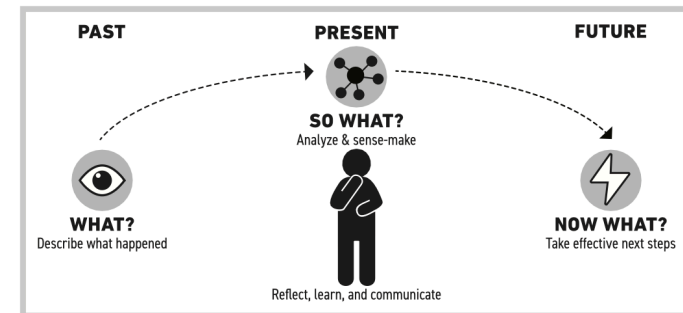 PAST
PRESENT
FUTURE
SO WHAT?
Analyze & sense-make
WHAT?
Describe what happened
NOW WHAT?
Take effective next steps
Reflect, learn, and communicate